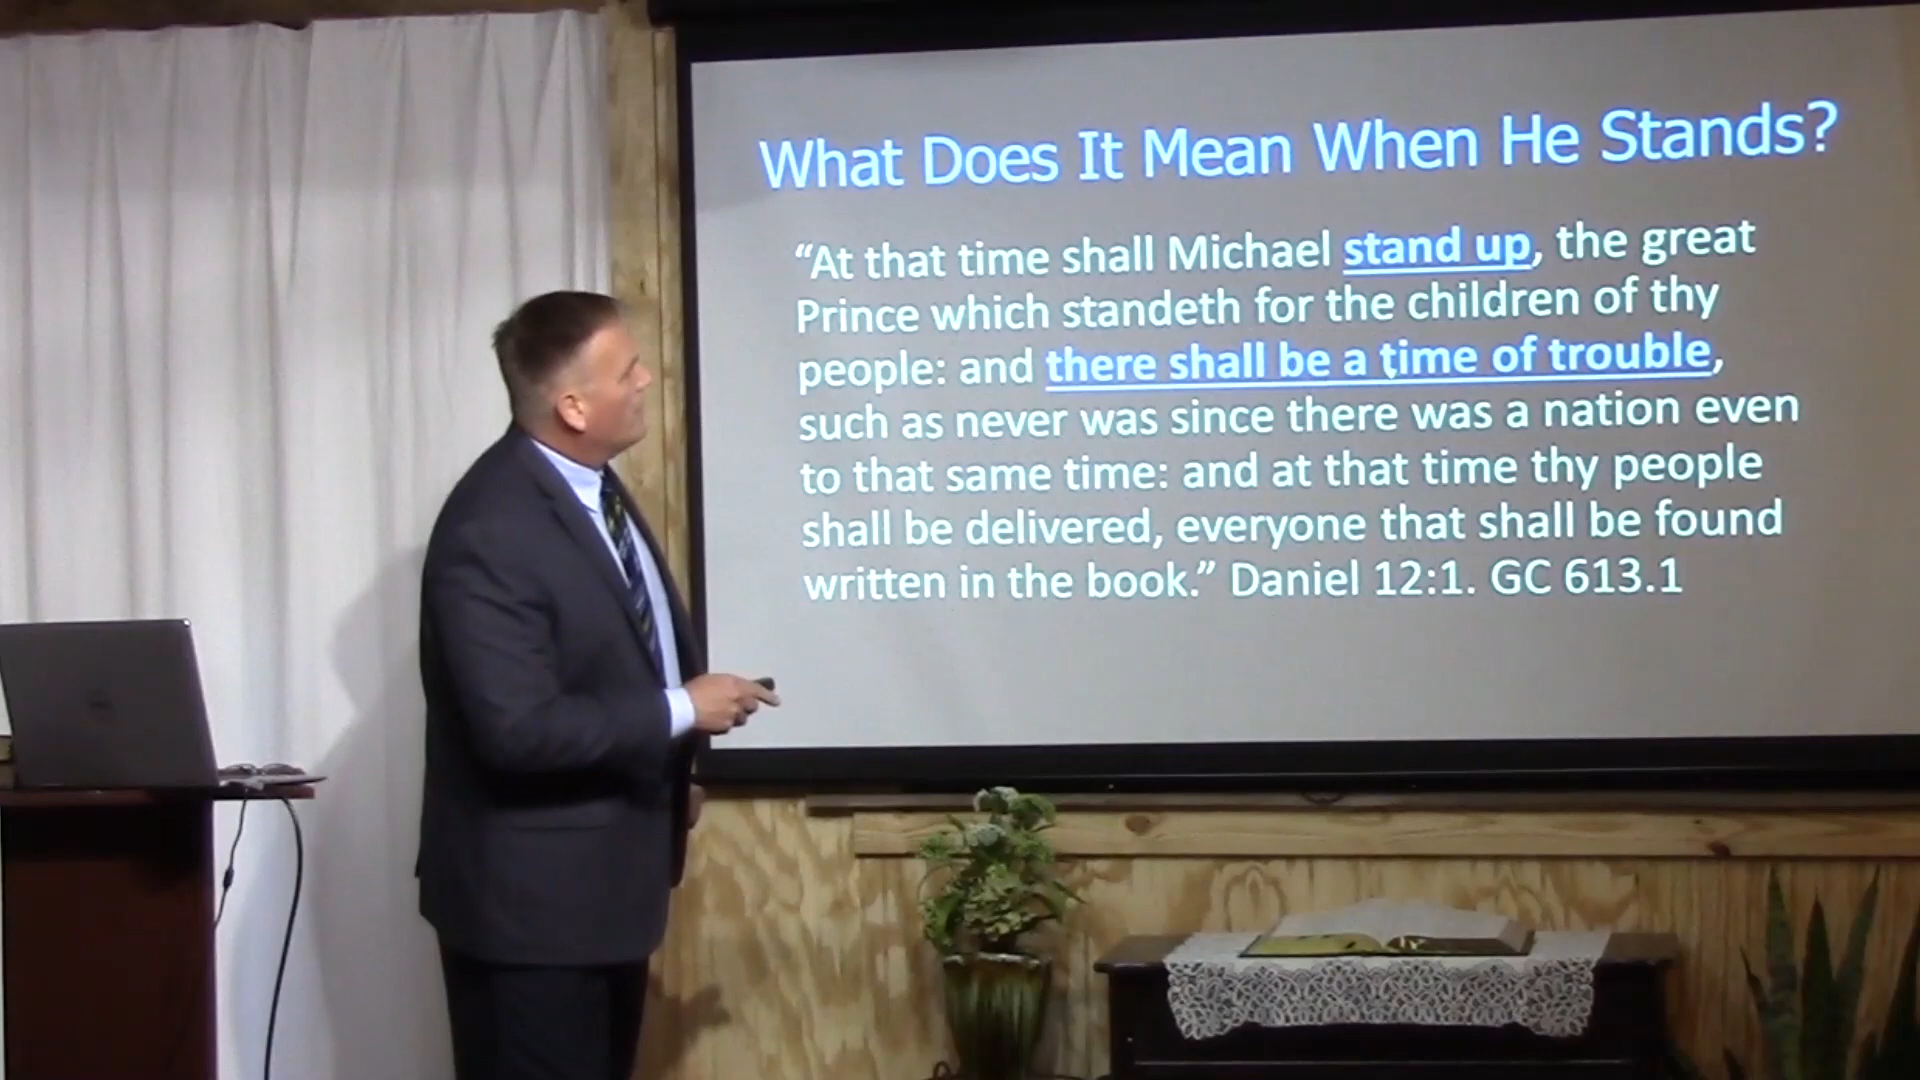 What Does It Mean When He Stands?
“At that time shall Michael stand up, the great
Prince which standeth for the children of thy
people: and there shall be a time of trouble,
such as never was since there was a nation even
to that same time: and at that time thy people
shall be delivered, everyone that shall be found
written in the book.” Daniel 12:1. GC 613.1